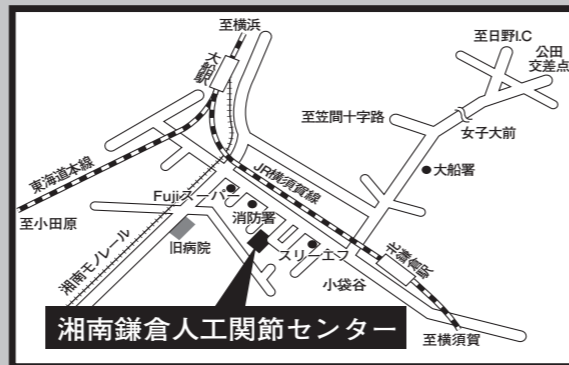 至横浜
至日野I.C
公田
交差点
大船駅
至笠間十字路
女子大前
大船署
東海道本線
JR横須賀線
Fujiスーパー
消防署
至小田原
旧病院
スリーエフ
北鎌倉駅
湘南モノレール
小袋谷
湘南鎌倉人工関節センター
至横須賀